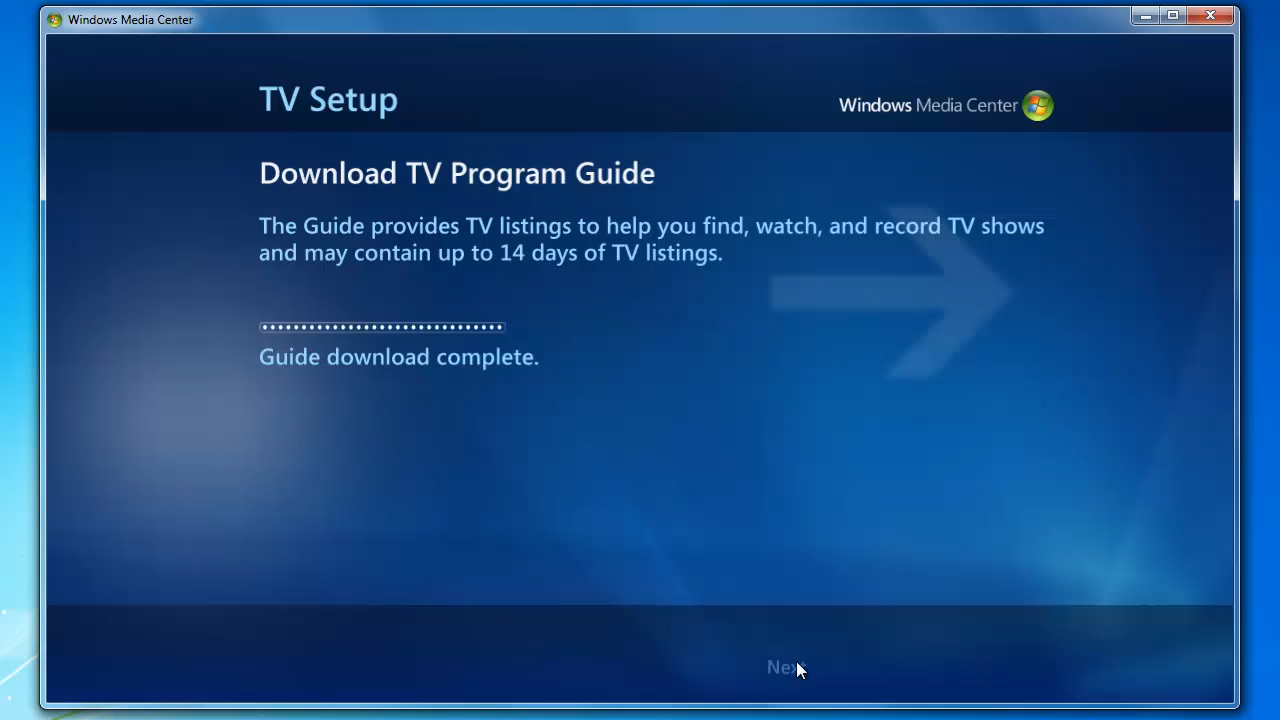 Windows Media Center
TV Setup
Windows Media Center
Download TV Program Guide
The Guide provides TV listings to help you find, watch, and record TV shows
and may contain up to 14 days of TV listings.
Guide download complete.
Next